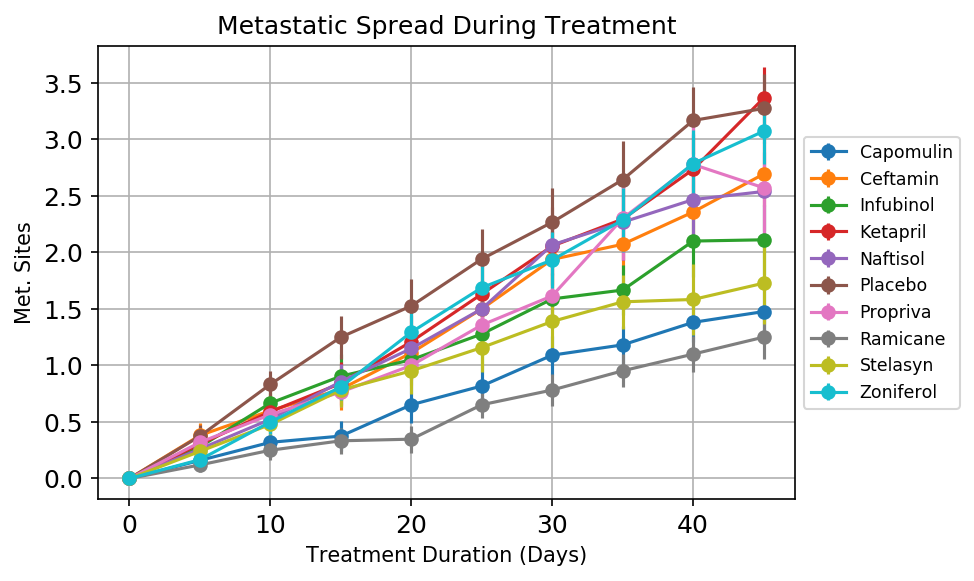 Metastatic Spread During Treatment
Met. Sites
3.5
3.0
2.5
2.0
1.5
1.0
0.5
0.0
0
10
20
30
40
Treatment Duration (Days)
Capomulin
Ceftamin
Infubinol
Ketapril
Naftisol
Placebo
Propriva
Ramicane
Stelasyn
Zoniferol